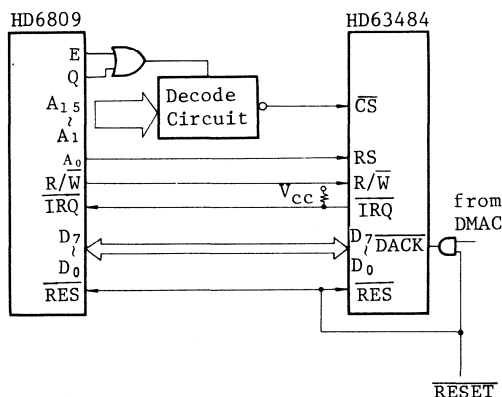 HD6809
HD63484
E
Q
A15
~
A1
Decode
Circuit
CS
A0
RS
R/W
R/W
Vcc
IRQ
IRQ
from
DMAC
D7
~
D0
D7
~
D0
DACK
RES
RES
RESET